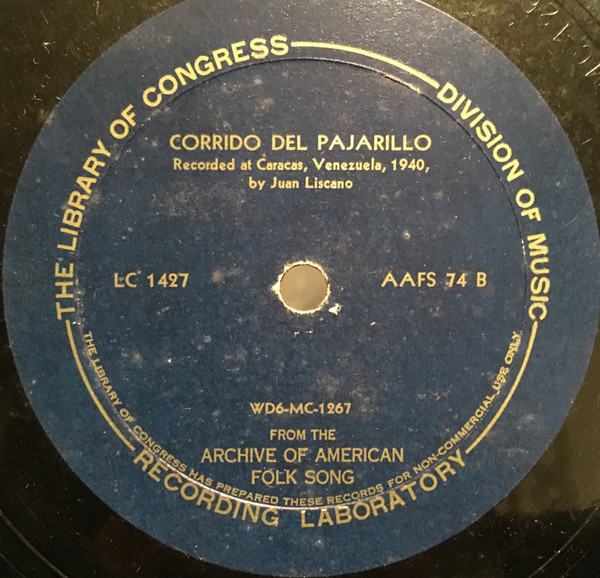 THE LIBRARY OF CONGRESS
DIVISION OF MUSIC
CORRIDO DEL PAJARILLO
Recorded at Caracas, Venezuela, 1940,
by Juan Liscano
LC 1427
AAFS 74 B
WD6-MC-1267
FROM THE
ARCHIVE OF AMERICAN
FOLK SONG
THE LIBRARY OF CONGRESS HAS PREPARED THESE RECORDS FOR NON-COMMERCIAL USE ONLY
RECORDING LABORATORY